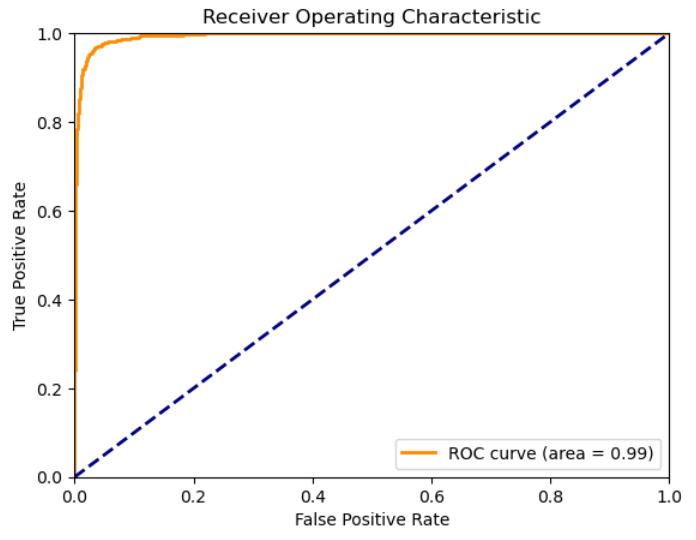 Receiver Operating Characteristic
1.0
0.8
0.6
0.4
0.2
0.0
True Positive Rate
ROC curve (area = 0.99)
0.0 0.2 0.4 0.6 0.8 1.0
False Positive Rate